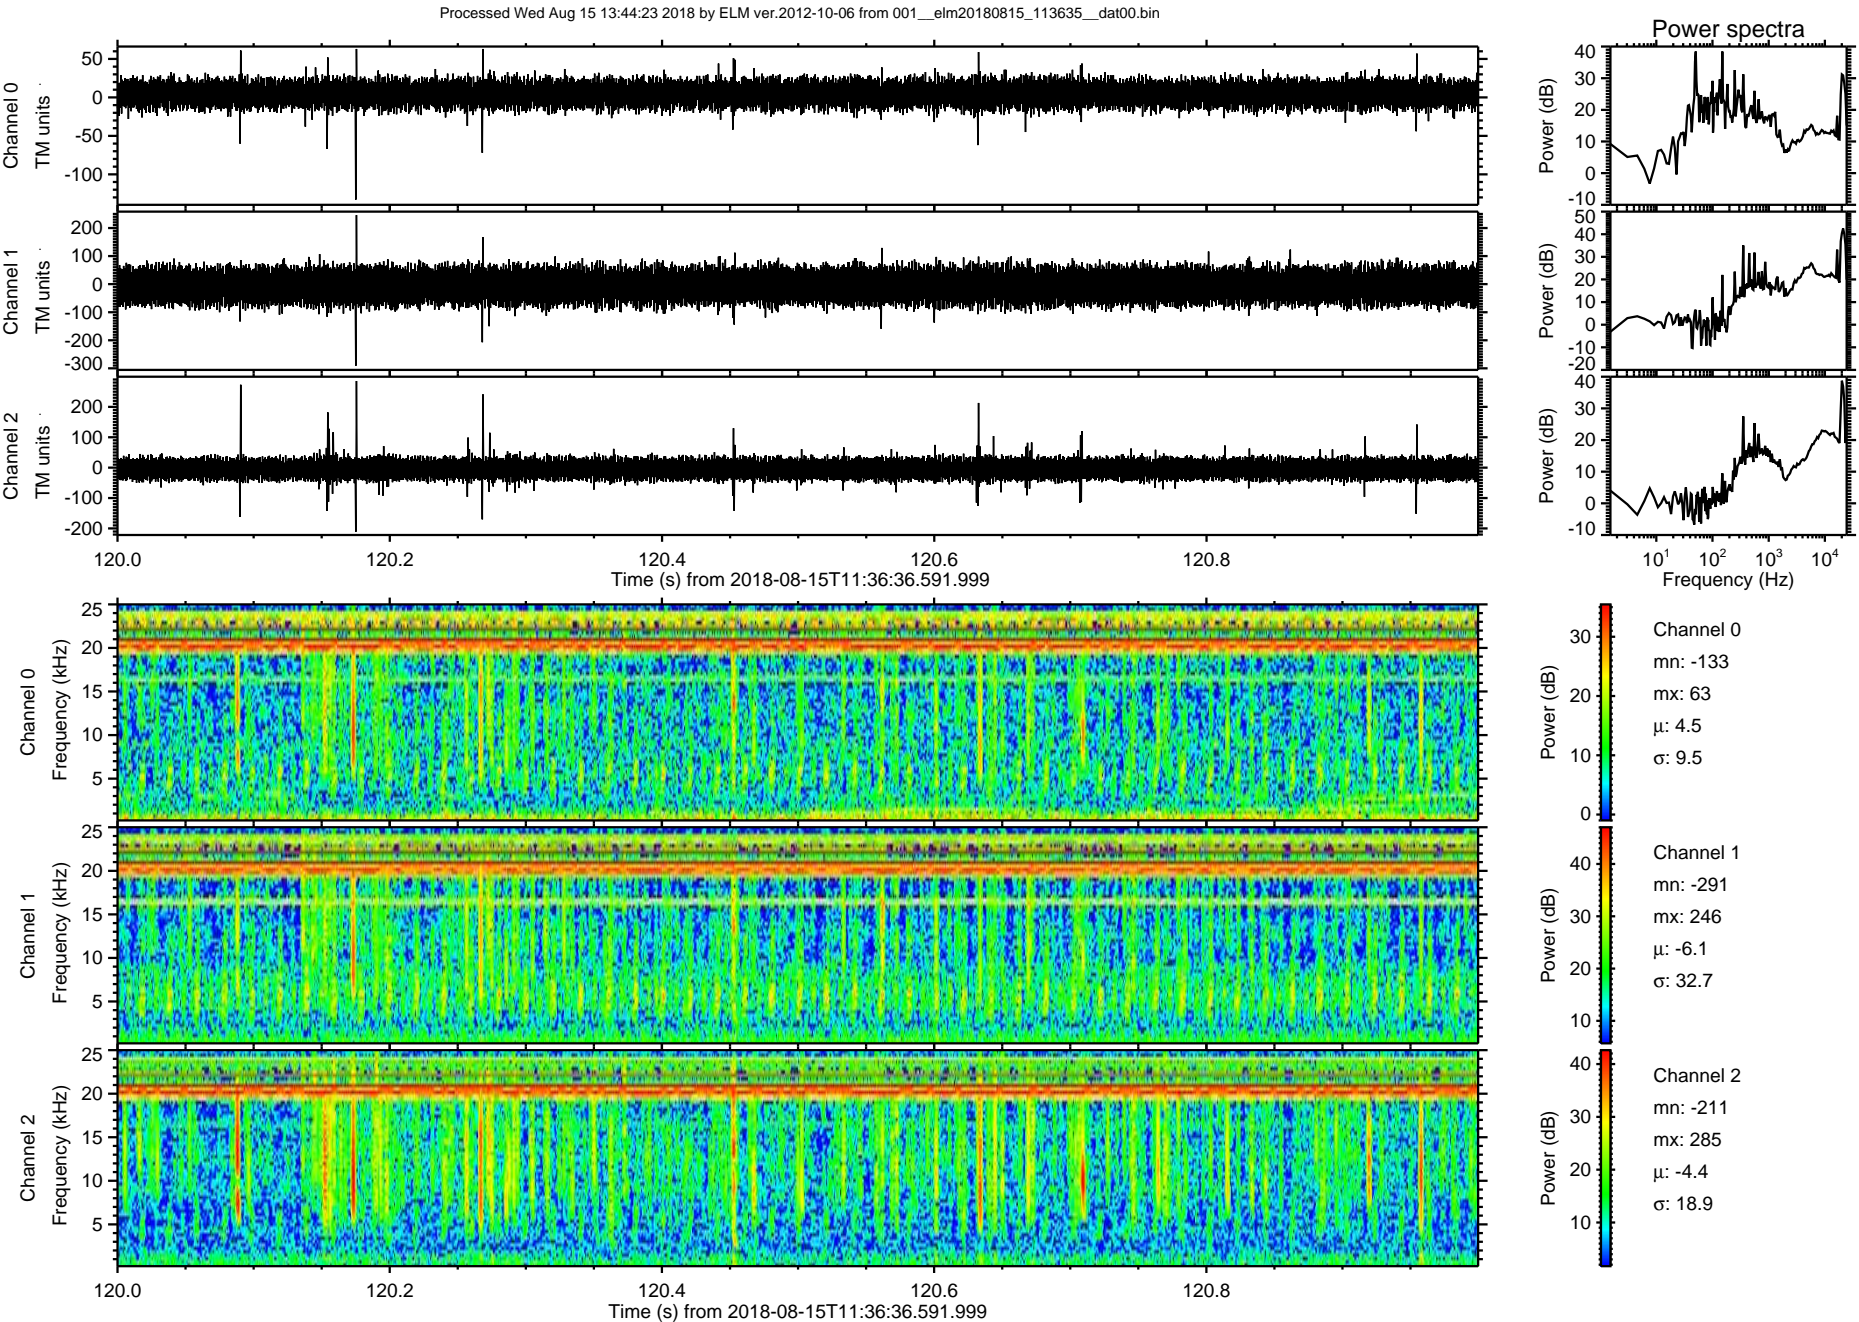 Processed Wed Aug 15 13:44:23 2018 by ELM ver.2012-10-06 from 001__elm20180815_113635__dat00.bin
Power spectra
Channel 0
TM units
50
0
-50
-100
Power (dB)
40
30
20
10
0
-10
Channel 1
TM units
200
100
0
-100
-200
-300
Power (dB)
50
40
30
20
10
0
-10
-20
Channel 2
TM units
200
100
0
-100
-200
Power (dB)
40
30
20
10
0
-10
120.0 120.2 120.4 120.6 120.8
Time (s) from 2018-08-15T11:36:36.591.999
10¹ 10² 10³ 10⁴
Frequency (Hz)
Channel 0
Frequency (kHz)
25
20
15
10
5
Power (dB)
30
20
10
0
Channel 0
mn: -133
mx: 63
μ: 4.5
σ: 9.5
Channel 1
Frequency (kHz)
25
20
15
10
5
Power (dB)
40
30
20
10
Channel 1
mn: -291
mx: 246
μ: -6.1
σ: 32.7
Channel 2
Frequency (kHz)
25
20
15
10
5
Power (dB)
40
30
20
10
Channel 2
mn: -211
mx: 285
μ: -4.4
σ: 18.9
120.0 120.2 120.4 120.6 120.8
Time (s) from 2018-08-15T11:36:36.591.999